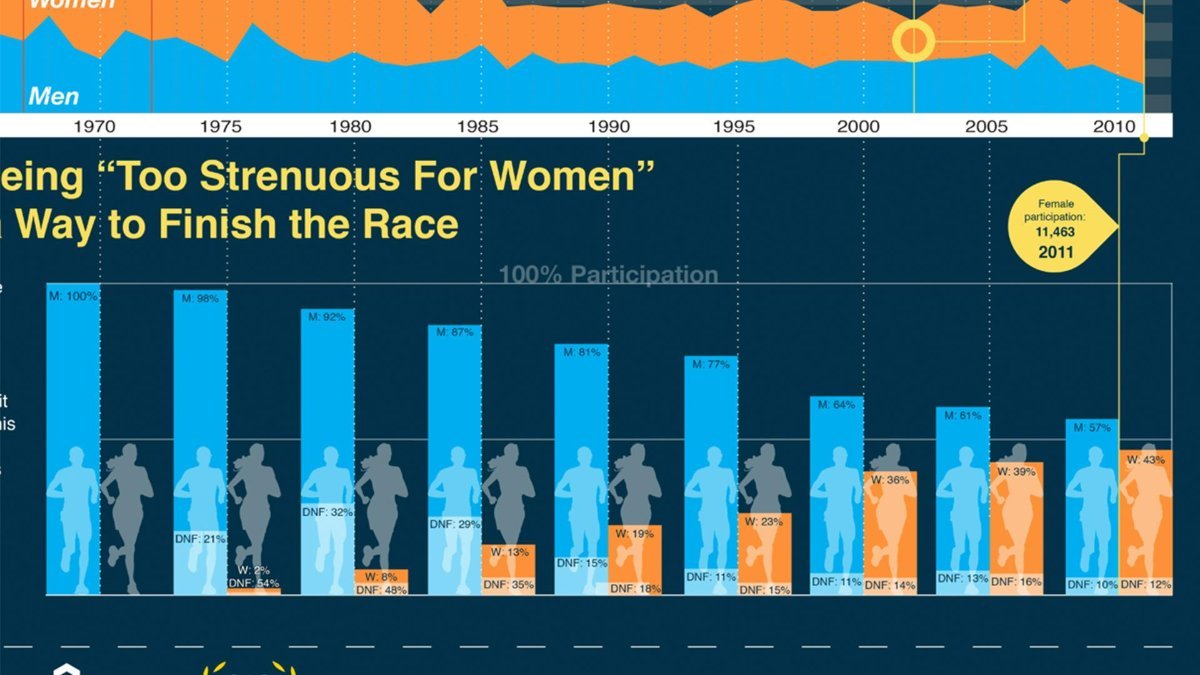 Women
Men
1970 1975 1980 1985 1990 1995 2000 2005 2010
eing “Too Strenuous For Women”
Way to Finish the Race
Female
participation:
11,463
2011
100% Participation
M: 100%
M: 98%
M: 92%
M: 87%
M: 81%
M: 77%
M: 64%
M: 61%
M: 57%
it
is
DNF: 21%
W: 2%
DNF: 54%
DNF: 32%
W: 8%
DNF: 48%
DNF: 29%
W: 13%
DNF: 35%
DNF: 15%
W: 19%
DNF: 18%
DNF: 11%
W: 23%
DNF: 15%
DNF: 11%
W: 36%
DNF: 14%
DNF: 13%
W: 39%
DNF: 16%
DNF: 10%
W: 43%
DNF: 12%